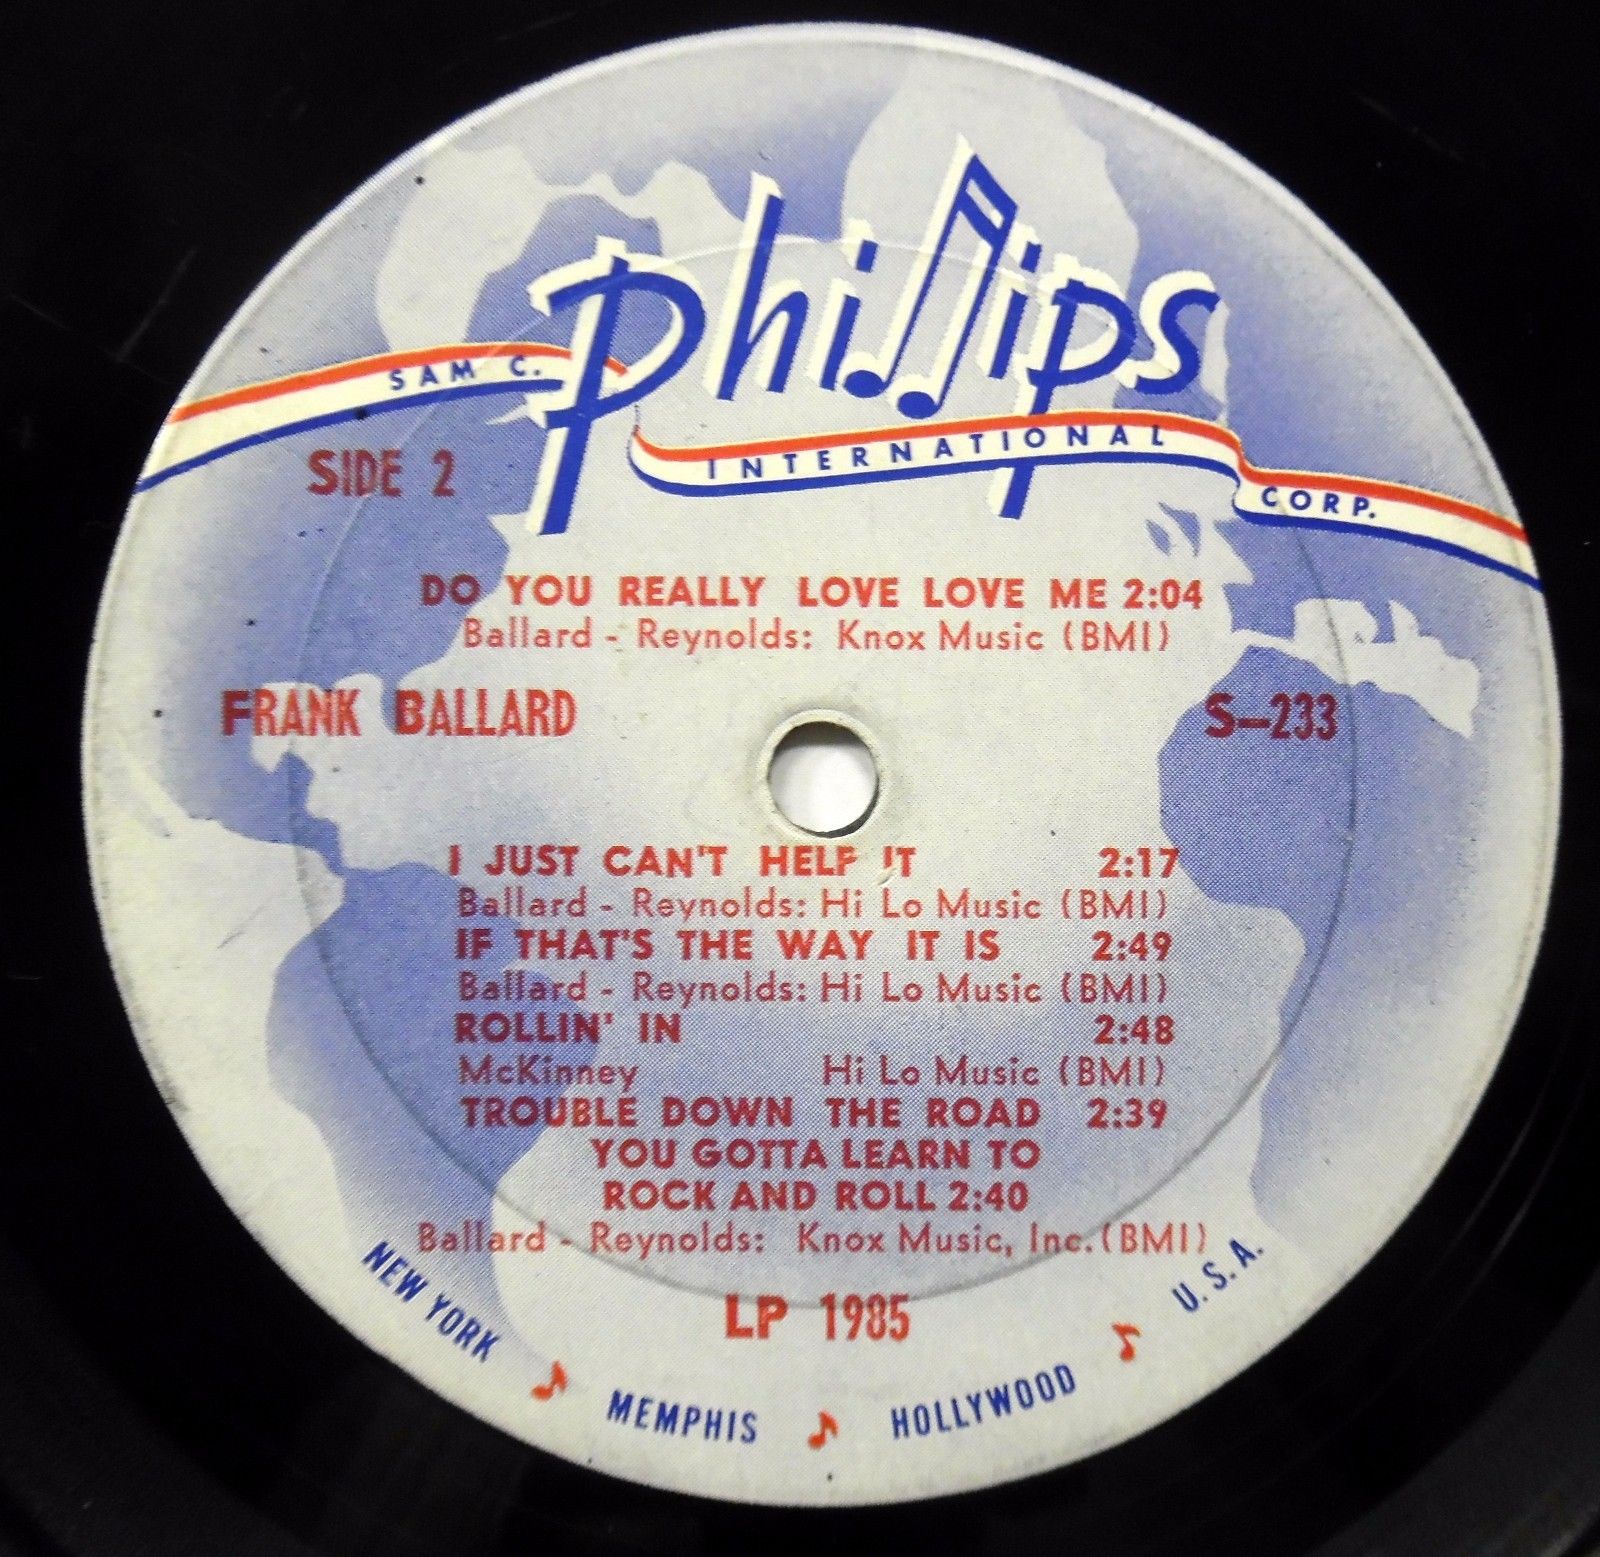 Phillips
SAM C.
INTERNATIONAL
CORP.
SIDE 2
DO YOU REALLY LOVE LOVE ME 2:04
Ballard - Reynolds: Knox Music (BMI)
FRANK BALLARD
S-233
I JUST CAN'T HELP IT 2:17
Ballard - Reynolds: Hi Lo Music (BMI)
IF THAT'S THE WAY IT IS 2:49
Ballard - Reynolds: Hi Lo Music (BMI)
ROLLIN' IN 2:48
McKinney Hi Lo Music (BMI)
TROUBLE DOWN THE ROAD 2:39
YOU GOTTA LEARN TO
ROCK AND ROLL 2:40
Ballard - Reynolds: Knox Music, Inc. (BMI)
LP 1985
NEW YORK MEMPHIS HOLLYWOOD U.S.A.